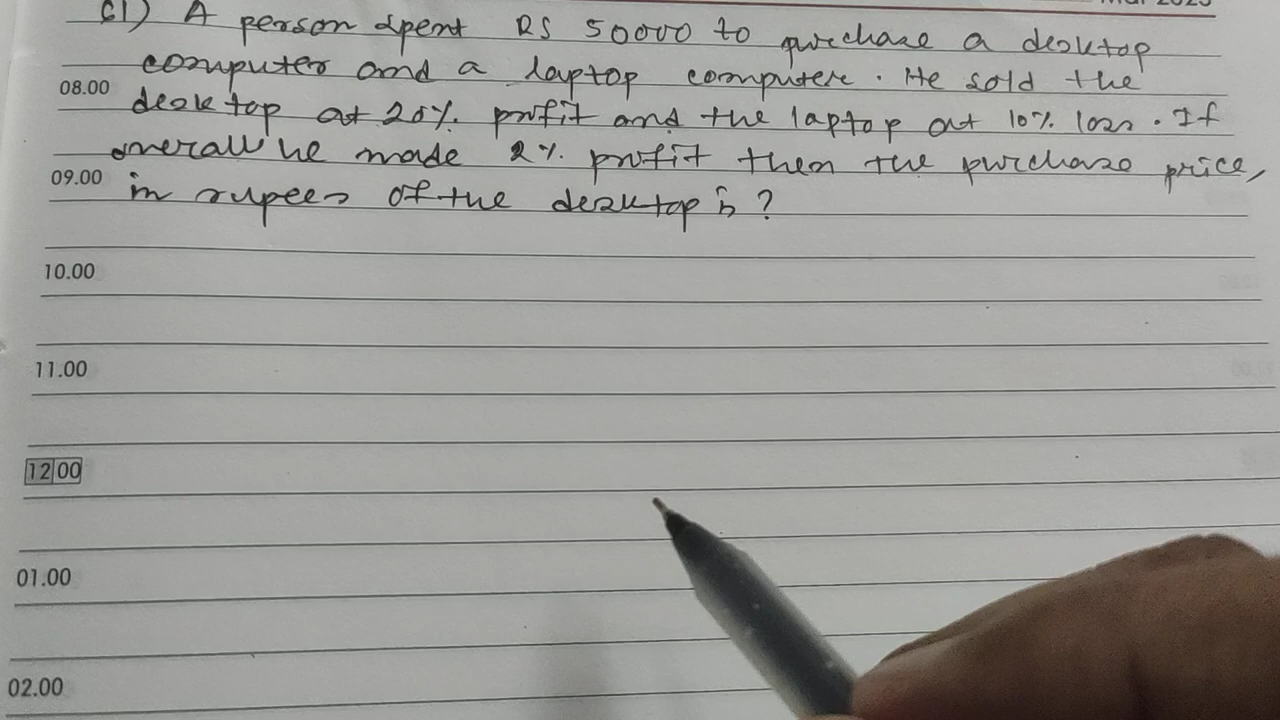 61) A person spent RS 50000 to purchase a desktop
computer and a laptop computer. He sold the
08.00
desktop at 20% profit and the laptop at 10% loss. If
overall he made 2% profit then the purchase price,
09.00
in rupees of the desktop is ?
10.00
11.00
12 00
01.00
02.00